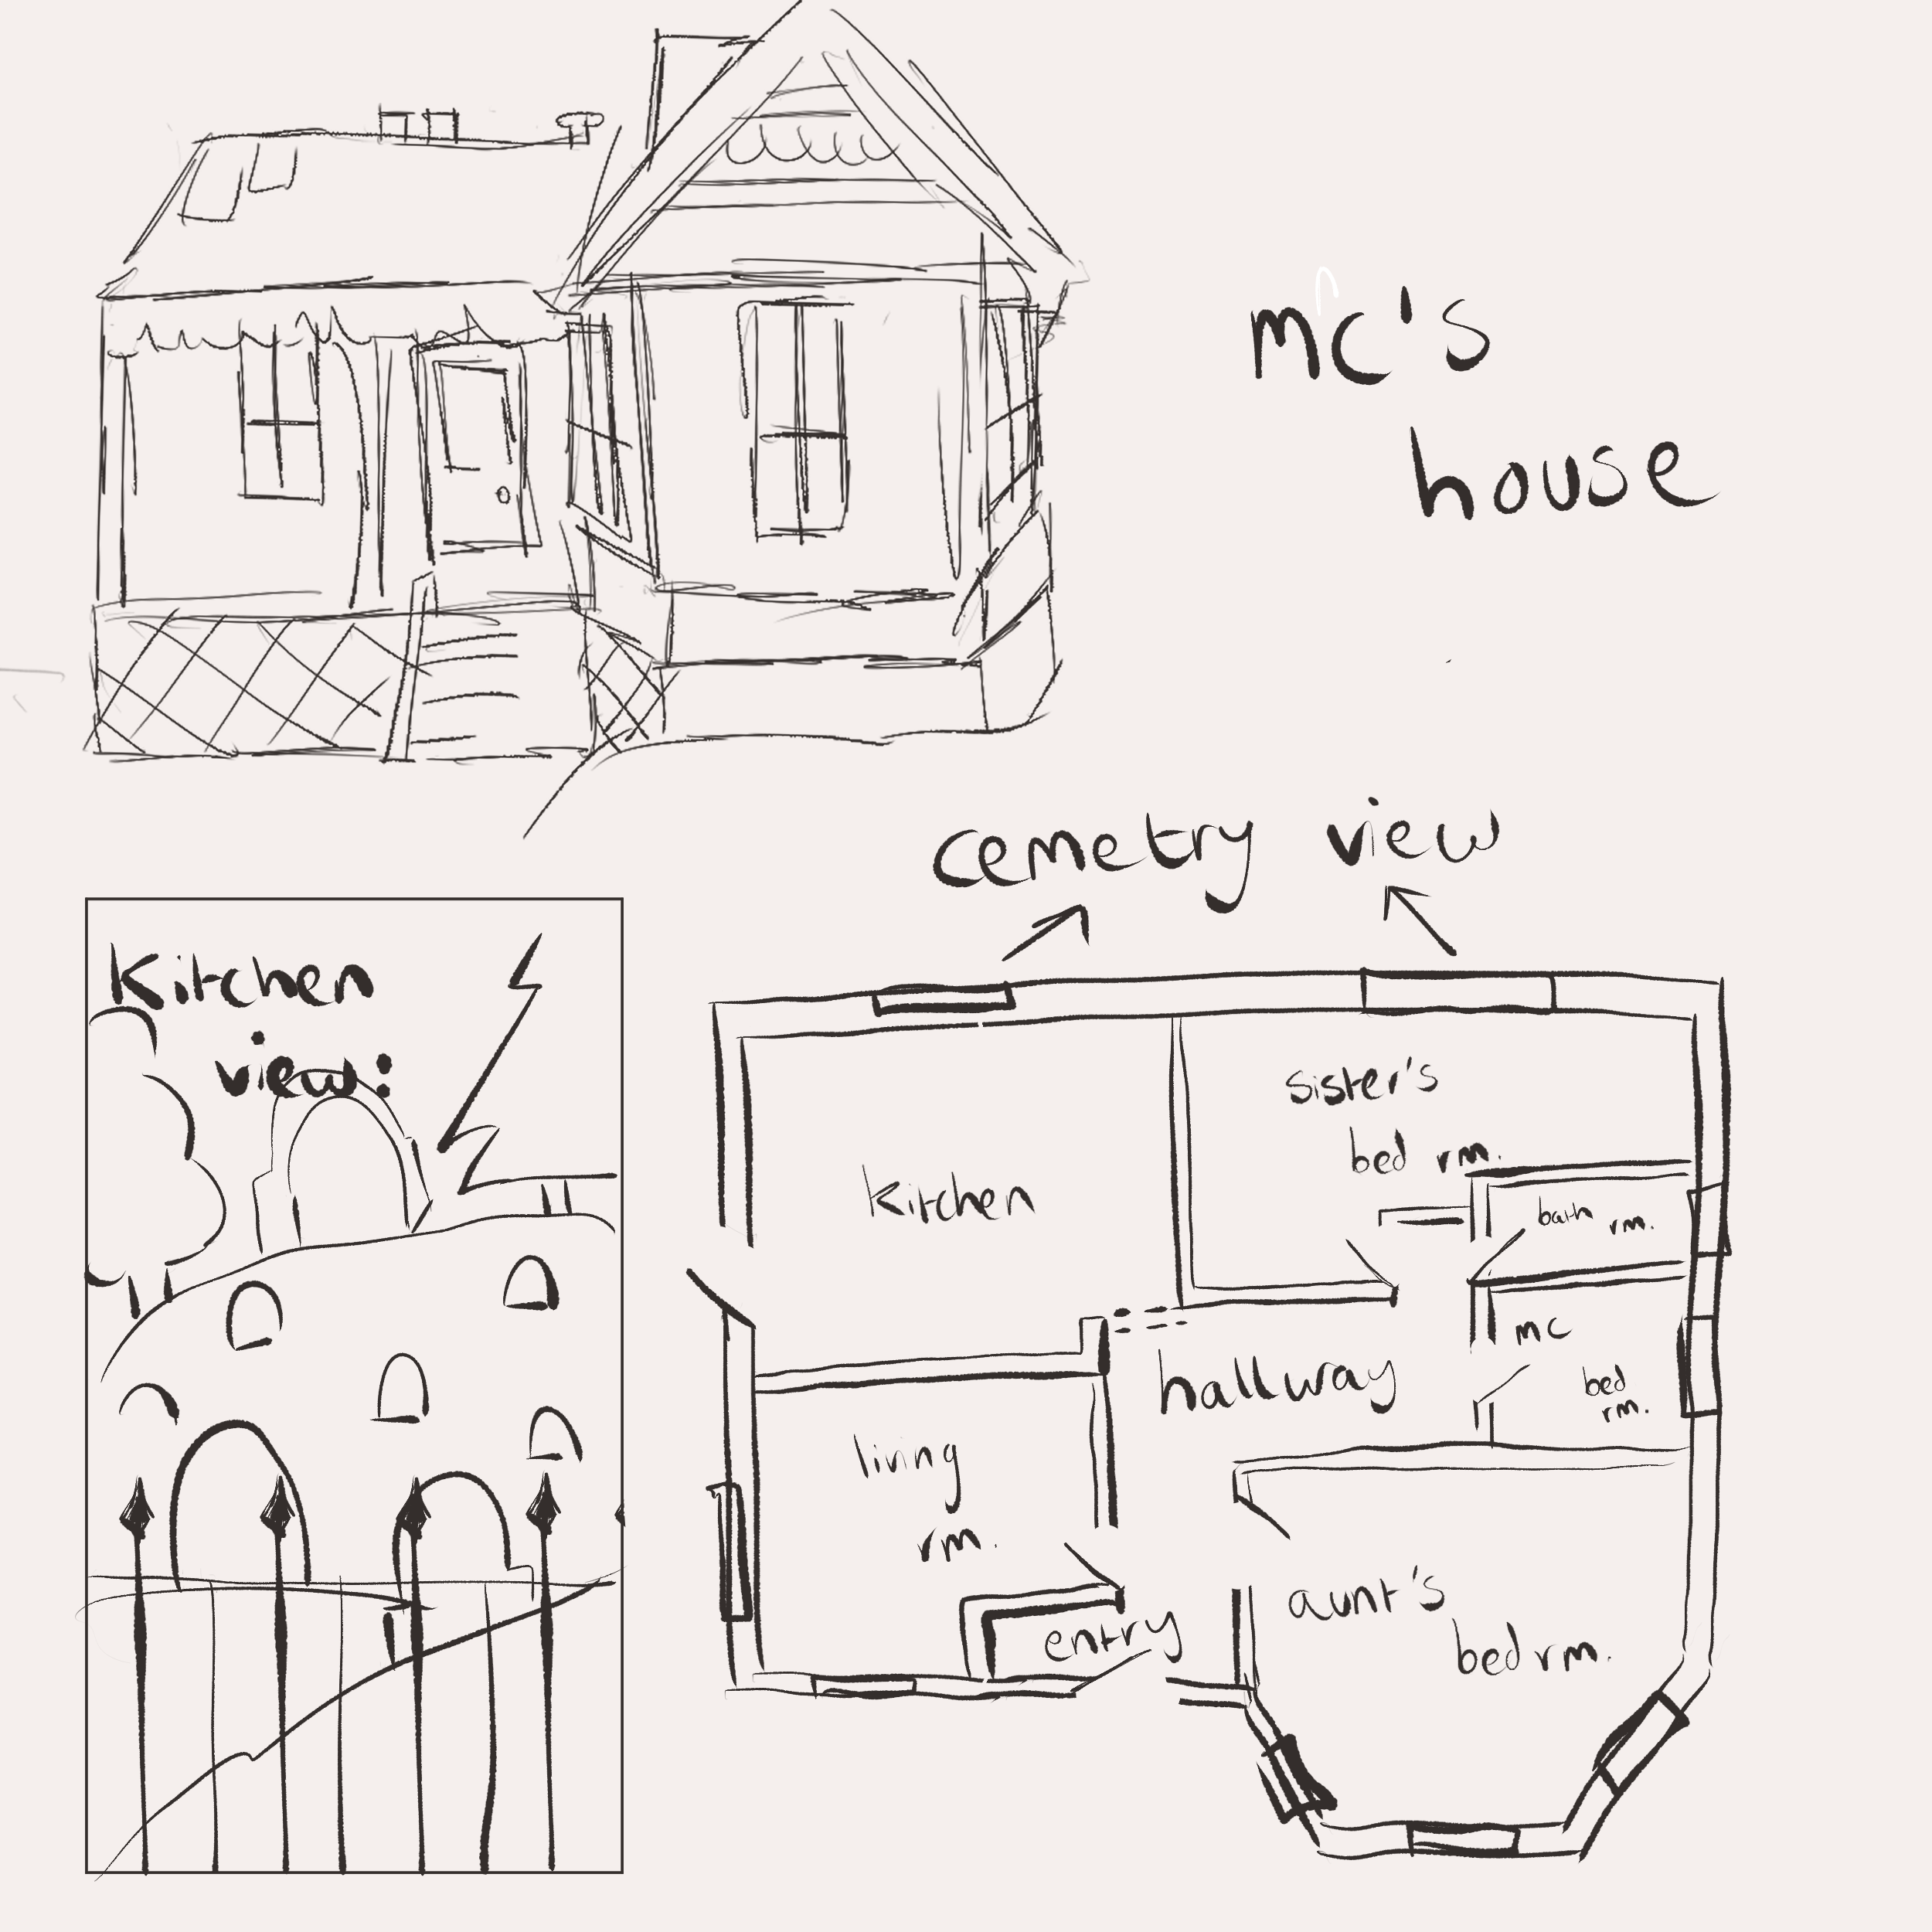 mc's
house
cemetry view
Kitchen
view:
sister's
bed rm.
kitchen
bath rm.
mc
bed
rm.
hallway
living
rm.
aunt's
bed rm.
entry